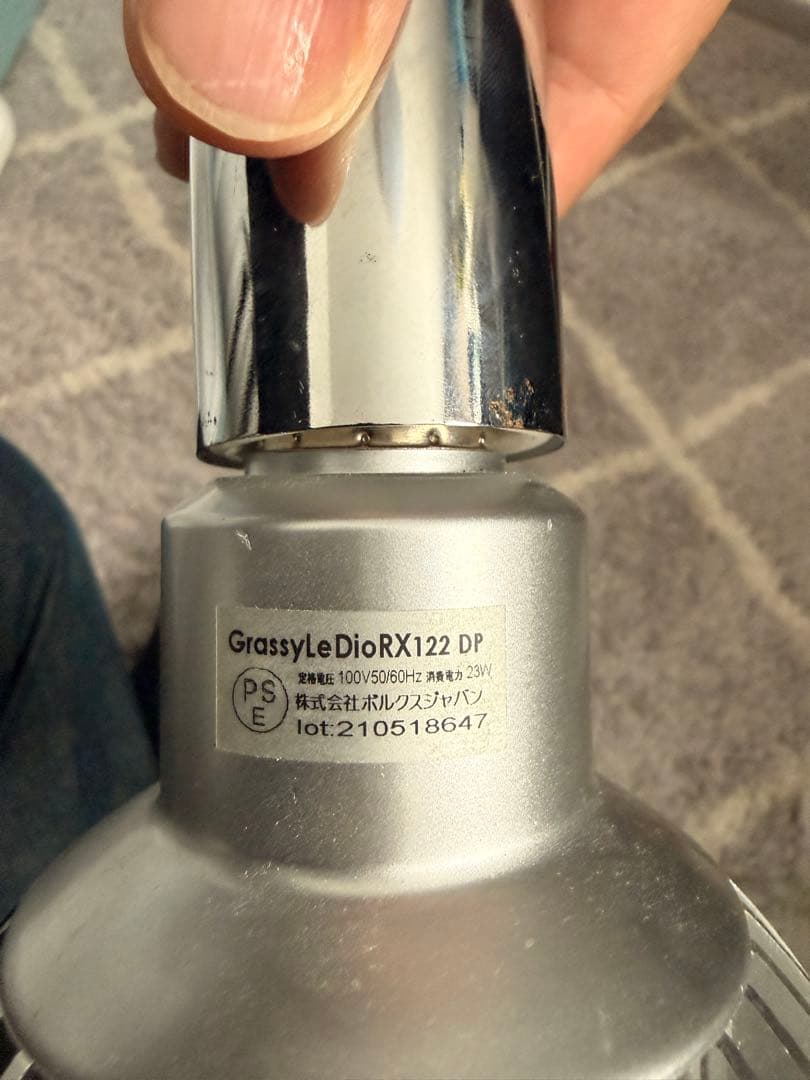 GrassyLeDioRX122 DP
定格電圧 100V50/60Hz 消費電力 23W
PS
E
株式会社ボルクスジャパン
lot:210518647